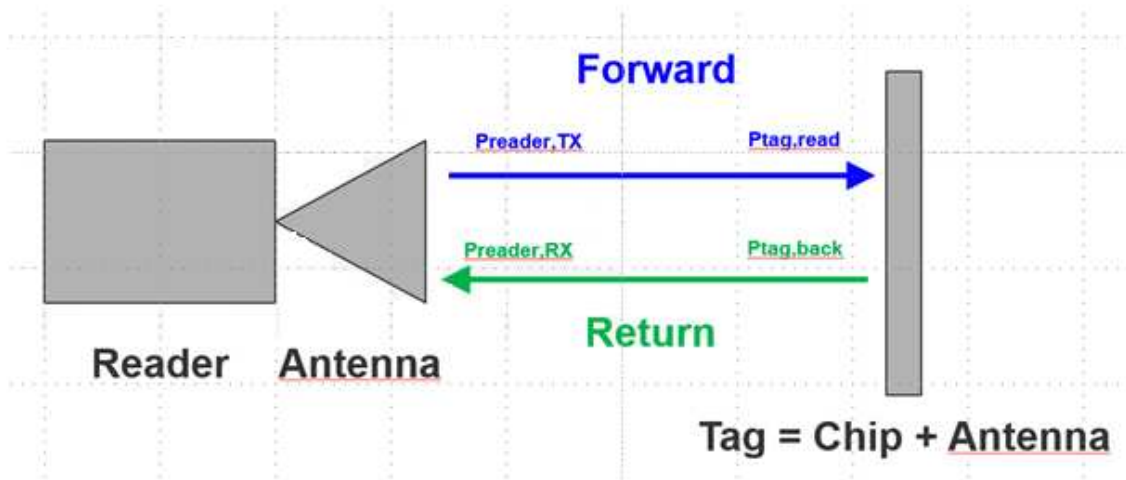 Forward
Preader,TX Ptag,read
Preader,RX Ptag,back
Return
Reader Antenna
Tag = Chip + Antenna